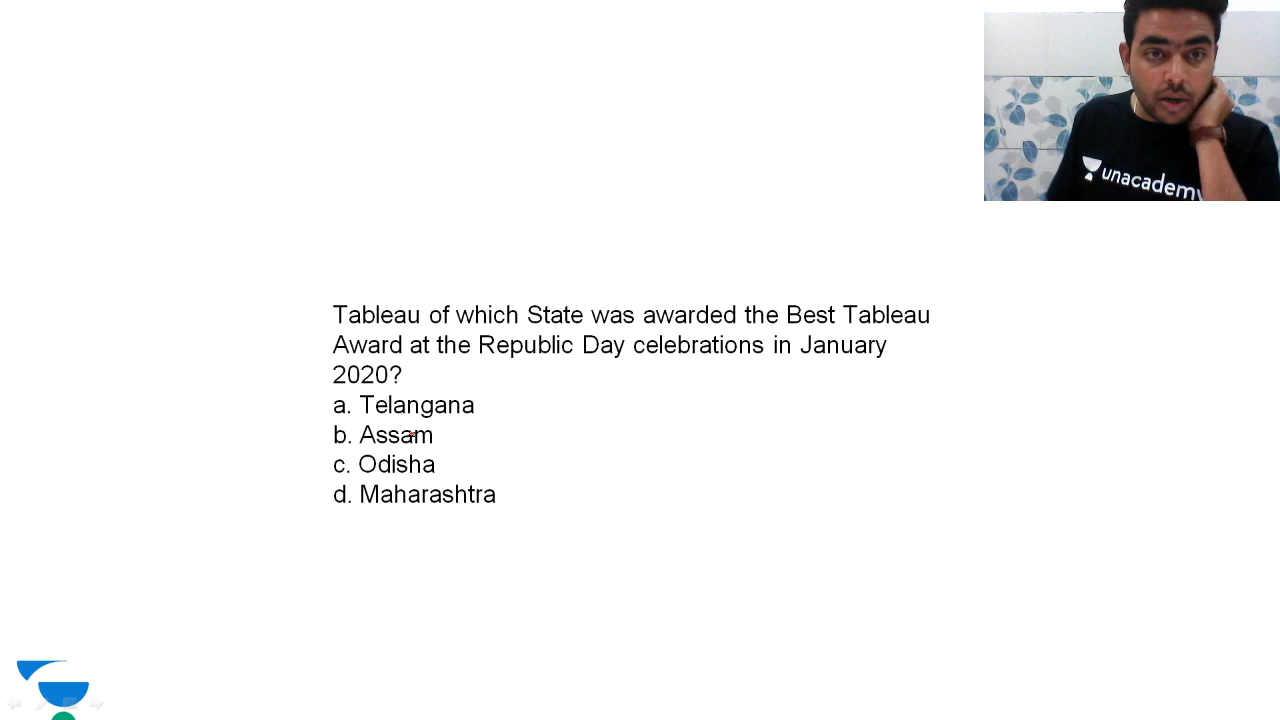 unacademy
Tableau of which State was awarded the Best Tableau
Award at the Republic Day celebrations in January
2020?
a. Telangana
b. Assam
c. Odisha
d. Maharashtra